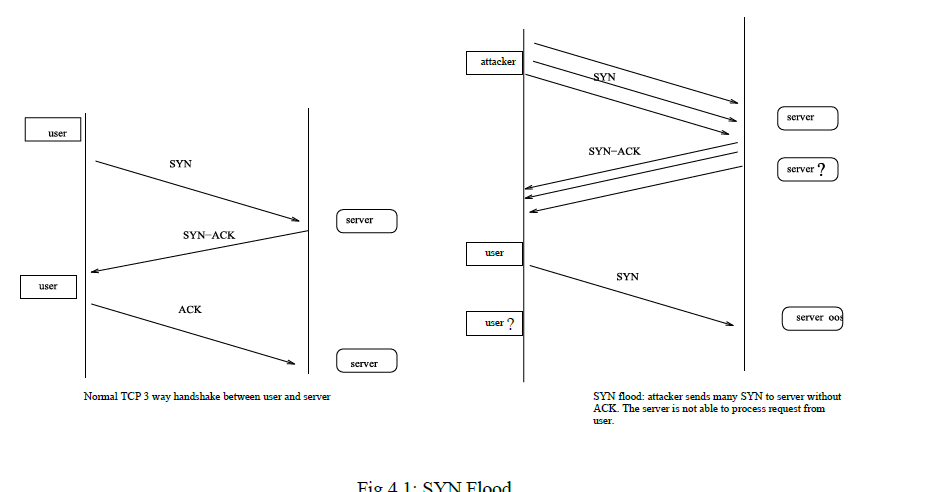 user
SYN
server
SYN-ACK
user
ACK
server
Normal TCP 3 way handshake between user and server
attacker
SYN
server
SYN-ACK
server ?
user
SYN
user ?
server oos
SYN flood: attacker sends many SYN to server without
ACK. The server is not able to process request from
user.
Fig 4.1: SYN Flood